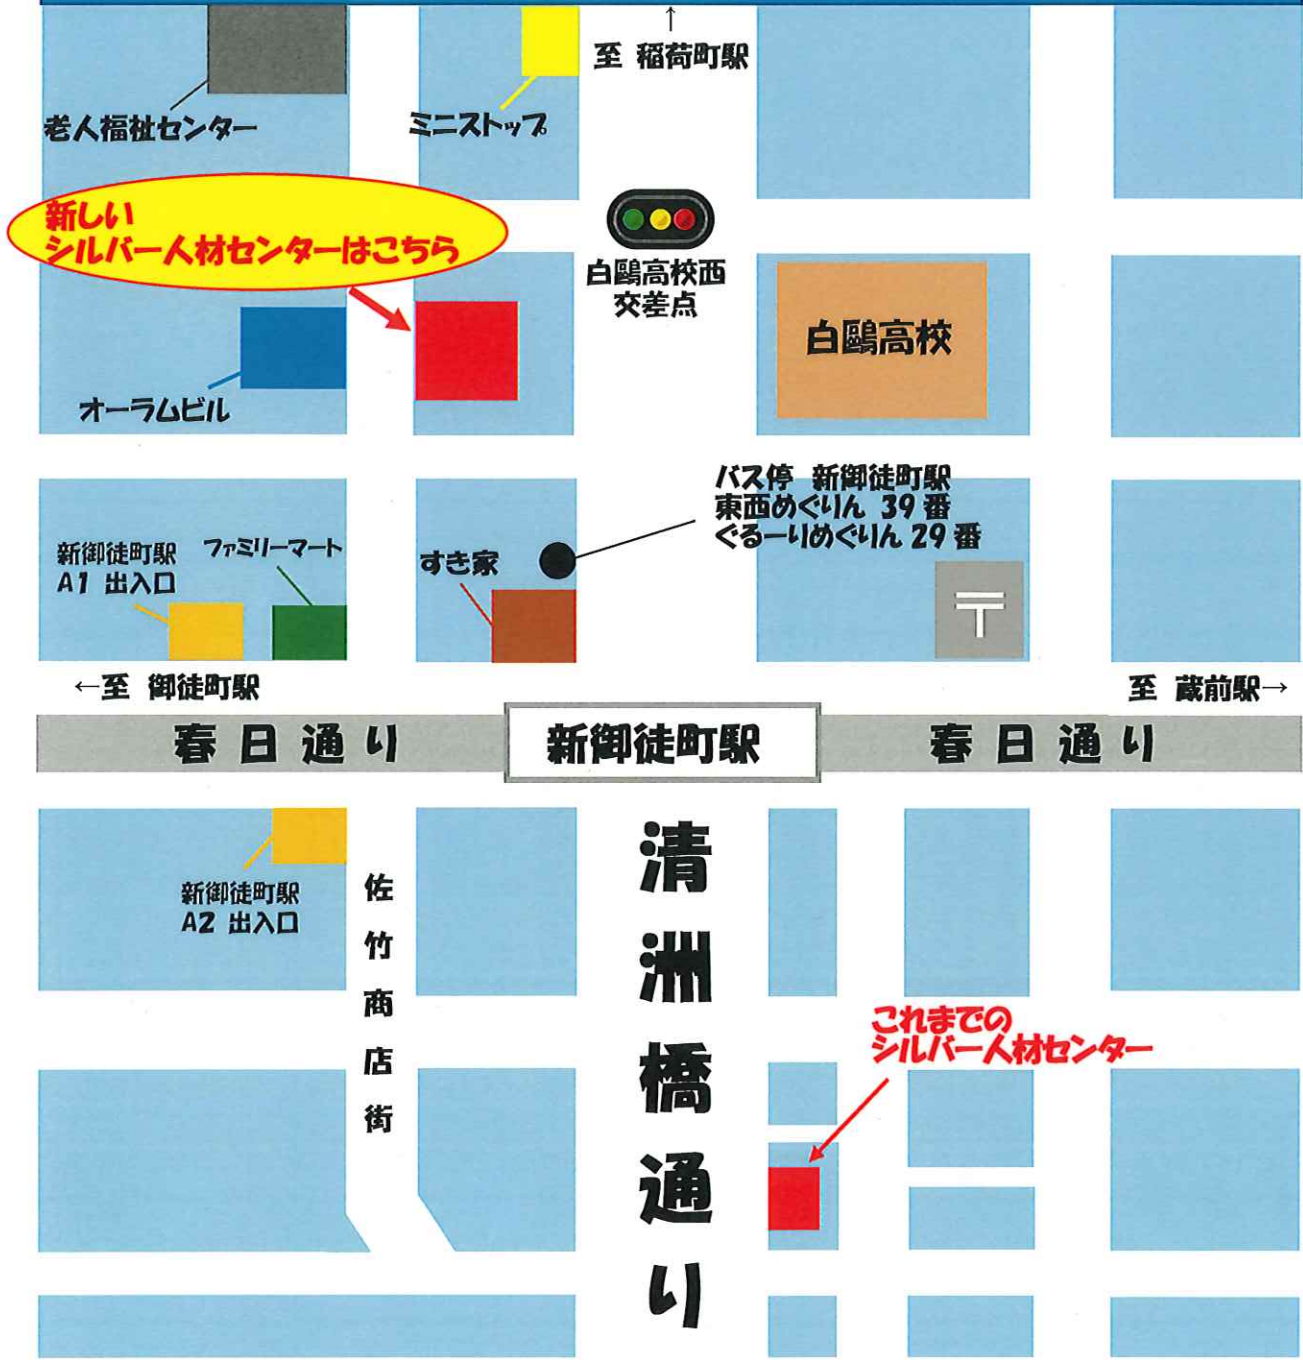 ↑
至 稲荷町駅
老人福祉センター
ミニストップ
新しい
シルバー人材センターはこちら
白鷗高校西
交差点
白鷗高校
オーラムビル
バス停 新御徒町駅
東西めぐりん 39 番
ぐるーりめぐりん 29 番
新御徒町駅
A1 出入口
ファミリーマート
すき家
〒
←至 御徒町駅
至 蔵前駅→
春日通り
新御徒町駅
春日通り
新御徒町駅
A2 出入口
佐竹商店街
清洲橋通り
これまでの
シルバー人材センター